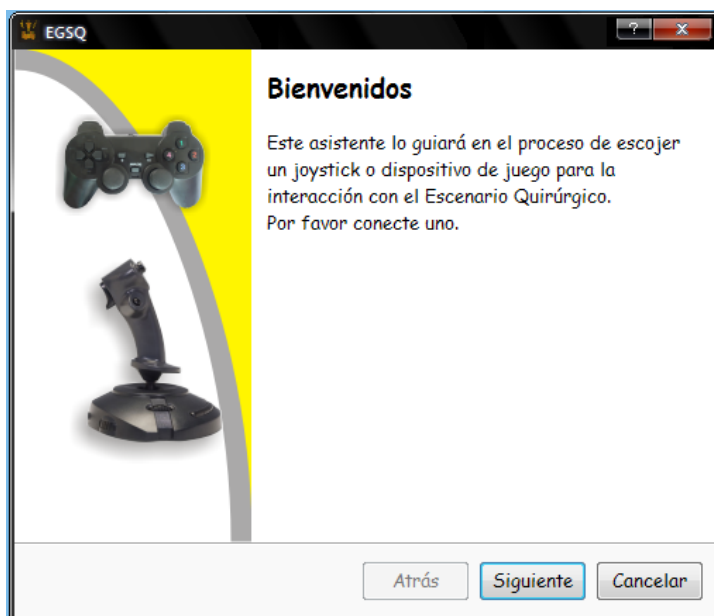 EGSQ
Bienvenidos
Este asistente lo guiará en el proceso de escojer
un joystick o dispositivo de juego para la
interacción con el Escenario Quirúrgico.
Por favor conecte uno.
Atrás Siguiente Cancelar